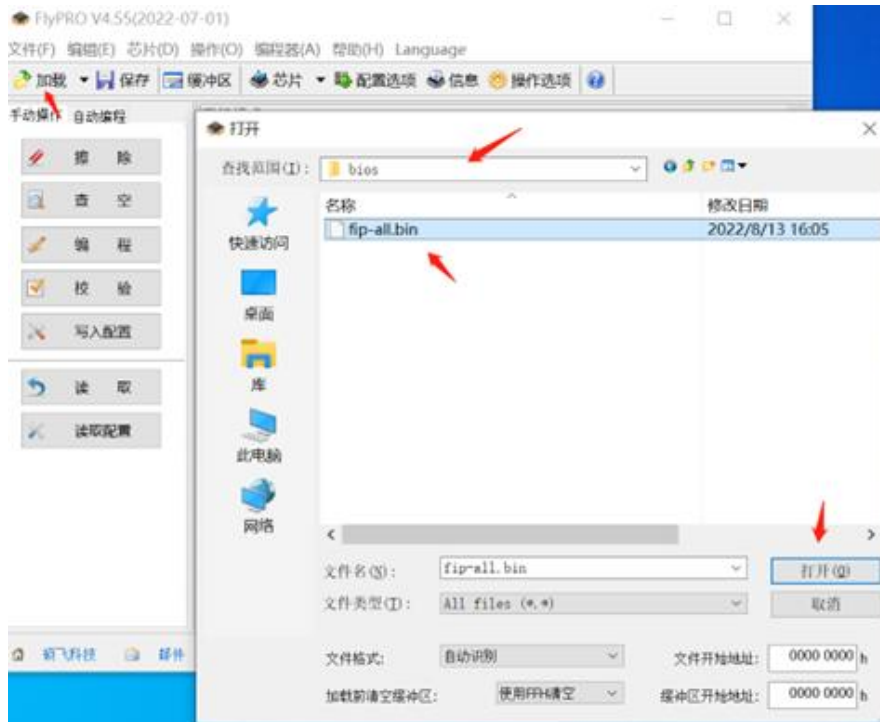 FlyPRO V4.55(2022-07-01)
文件(F) 编辑(E) 芯片(D) 操作(O) 编程器(A) 帮助(H) Language
加载 保存 缓冲区 芯片 配置选项 信息 操作选项
手动操作 自动编程
擦 除
查 空
编 程
校 验
写入配置
读 取
读取配置
硕飞科技 邮件
打开
查找范围(I): bios
名称 修改日期
fip-all.bin 2022/8/13 16:05
快速访问
桌面
库
此电脑
网络
文件名(N): fip-all.bin 打开(O)
文件类型(T): All files (*.*) 取消
文件格式: 自动识别 文件开始地址: 0000 0000 h
加载前清空缓冲区: 使用FFH清空 缓冲区开始地址: 0000 0000 h